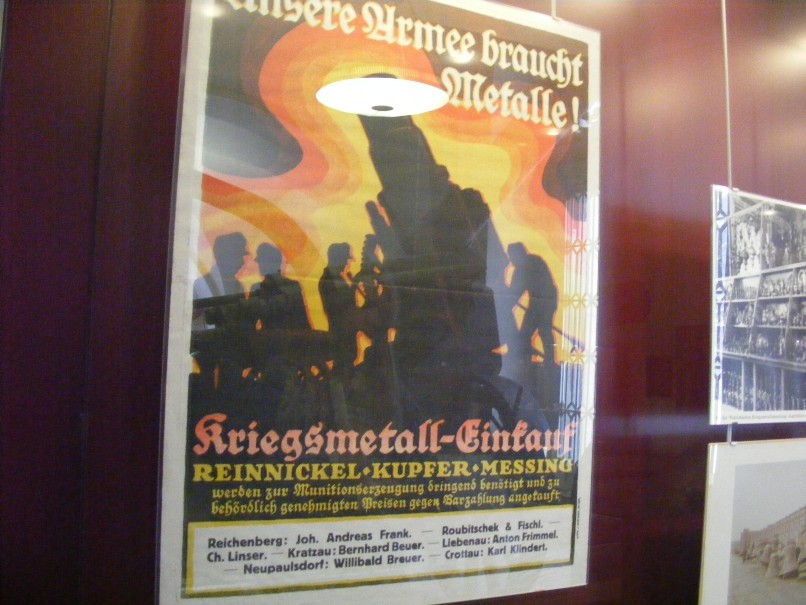 Unsere Armee braucht
Metalle!
Kriegsmetall-Einkauf
REINNICKEL·KUPFER·MESSING
werden zur Munitionserzeugung dringend benötigt und zu
behördlich genehmigten Preisen gegen Barzahlung angekauft.
Reichenberg: Joh. Andreas Frank. — Roubitschek & Fischl. —
Ch. Linser. — Kratzau: Bernhard Beuer. — Liebenau: Anton Frimmel.
— Neupaulsdorf: Willibald Breuer. — Crottau: Karl Klindert.